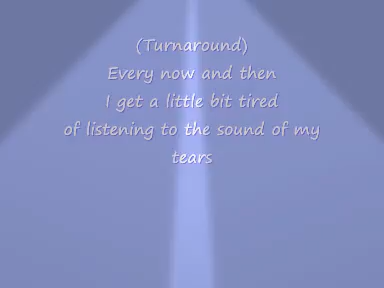 (Turnaround)
Every now and then
I get a little bit tired
of listening to the sound of my
tears